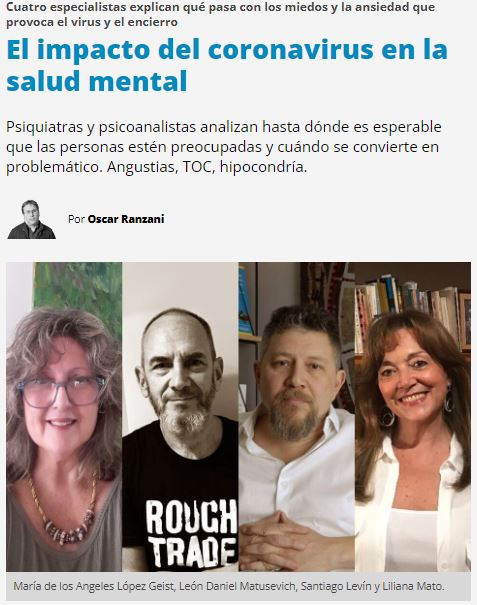 Cuatro especialistas explican qué pasa con los miedos y la ansiedad que
provoca el virus y el encierro
El impacto del coronavirus en la
salud mental
Psiquiatras y psicoanalistas analizan hasta dónde es esperable
que las personas estén preocupadas y cuándo se convierte en
problemático. Angustias, TOC, hipocondría.
Por Oscar Ranzani
ROUGH
TRADE
María de los Angeles López Geist, León Daniel Matusevich, Santiago Levín y Liliana Mato.